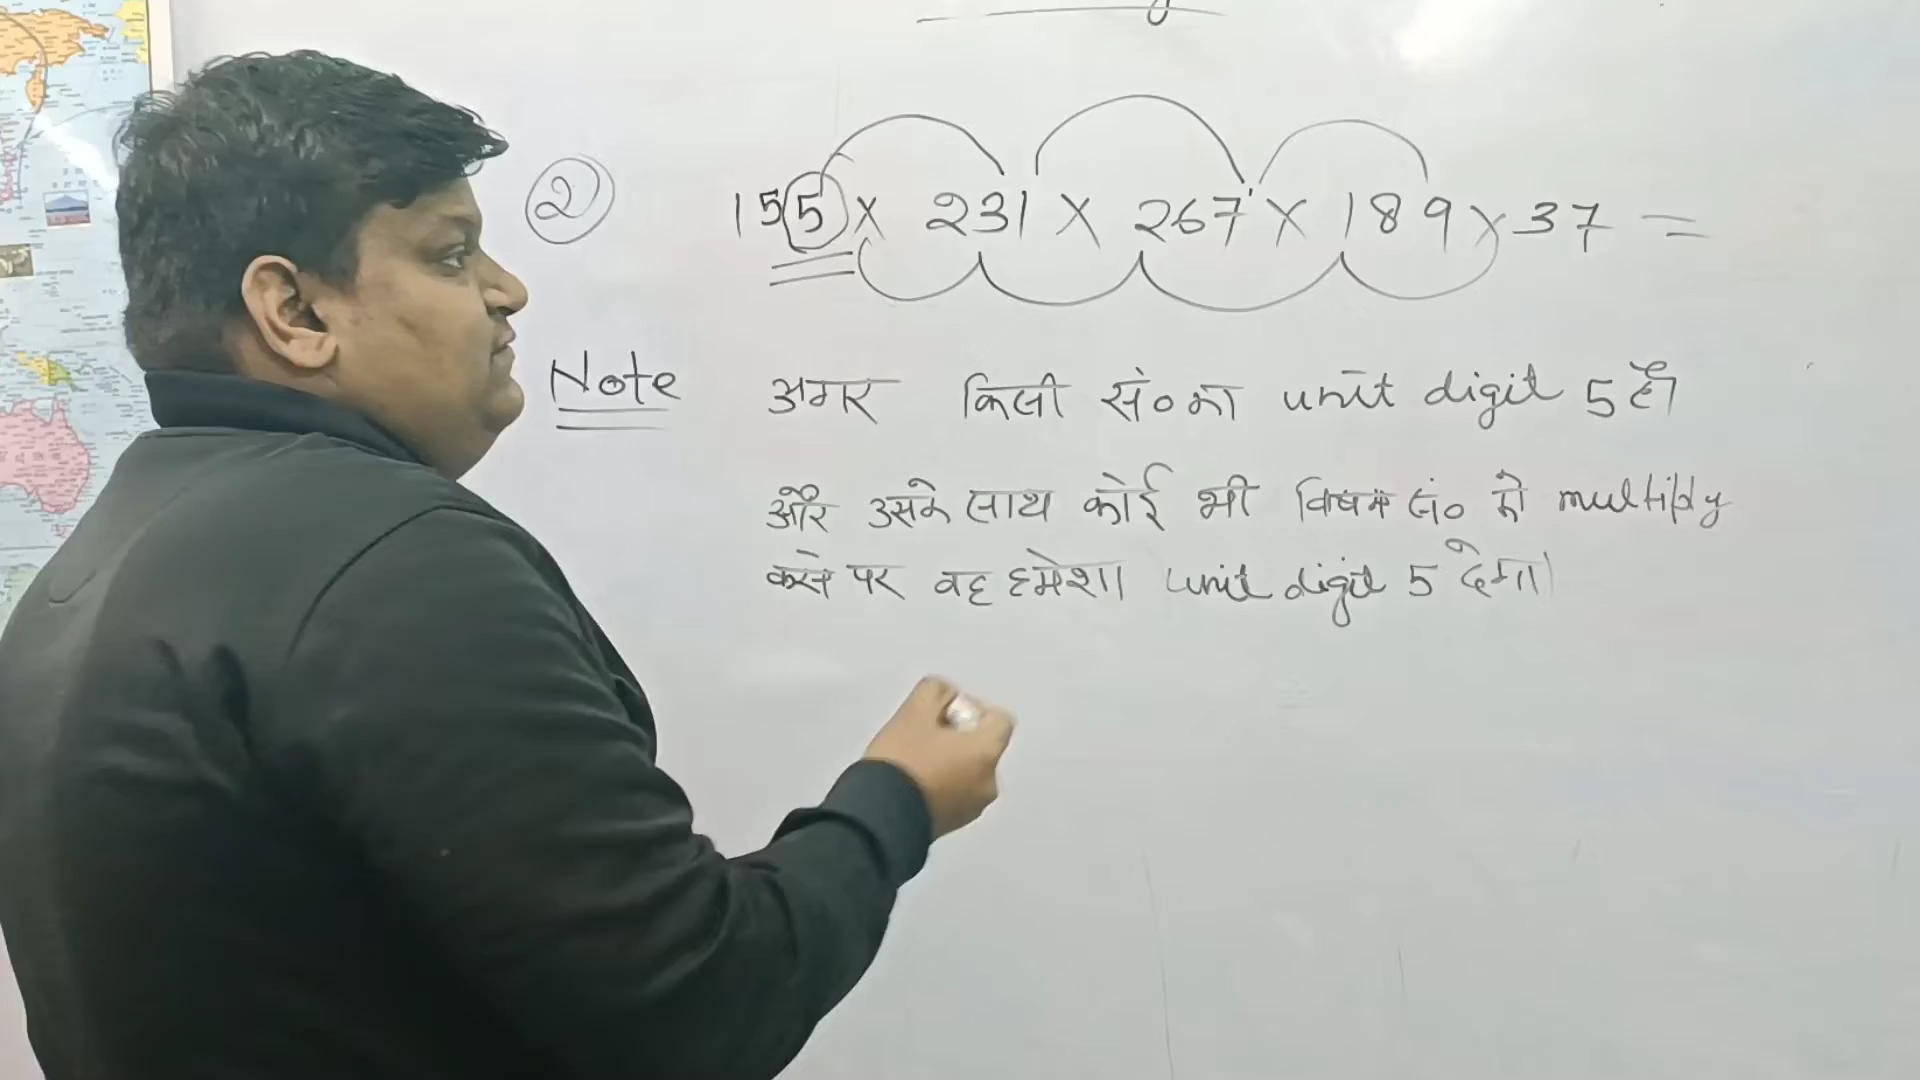 ② 155 × 231 × 267 × 189 × 37 =
Note अगर किसी सं० का unit digit 5 हो
और उसके साथ कोई भी विषम सं० से multiply
करने पर वह हमेशा unit digit 5 देगा।